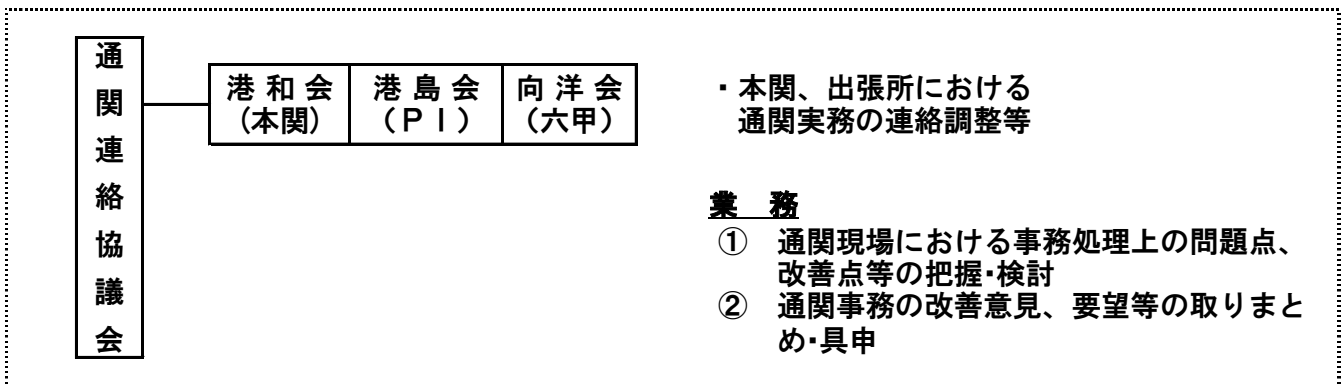 通関連絡協議会
港和会 港島会 向洋会
(本関) (PI) (六甲)
・本関、出張所における
通関実務の連絡調整等
業 務
① 通関現場における事務処理上の問題点、
改善点等の把握・検討
② 通関事務の改善意見、要望等の取りまと
め・具申